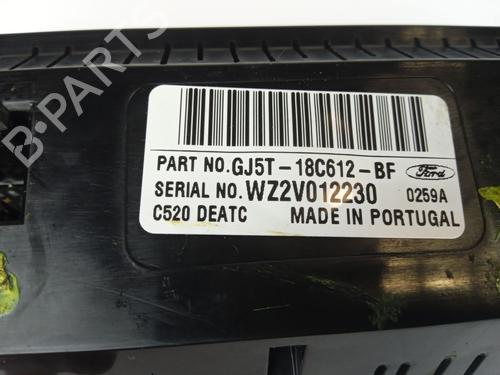 PART NO.GJ5T-18C612-BF
Ford
SERIAL NO.WZ2V012230
0259A
C520 DEATC
MADE IN PORTUGAL
B-PARTS